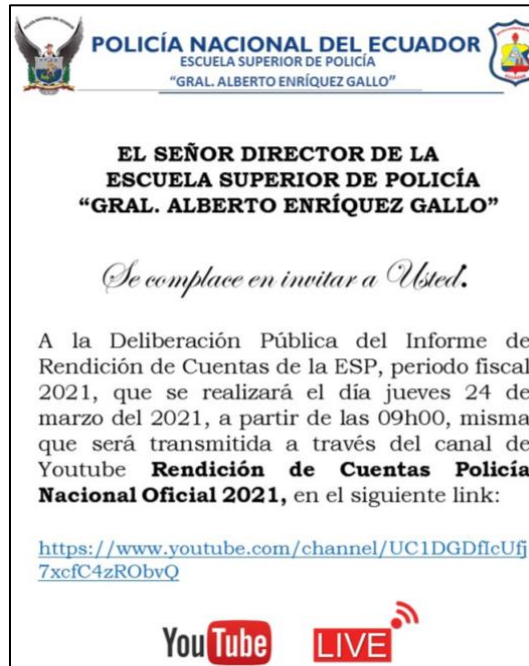 POLICÍA NACIONAL DEL ECUADOR
ESCUELA SUPERIOR DE POLICÍA
“GRAL. ALBERTO ENRÍQUEZ GALLO”
EL SEÑOR DIRECTOR DE LA
ESCUELA SUPERIOR DE POLICÍA
“GRAL. ALBERTO ENRÍQUEZ GALLO”
Se complace en invitar a Usted:
A la Deliberación Pública del Informe de
Rendición de Cuentas de la ESP, periodo fiscal
2021, que se realizará el día jueves 24 de
marzo del 2021, a partir de las 09h00, misma
que será transmitida a través del canal de
Youtube Rendición de Cuentas Policía
Nacional Oficial 2021, en el siguiente link:
https://www.youtube.com/channel/UC1DGDfIcUfj
7xcfC4zRObvQ
YouTube LIVE